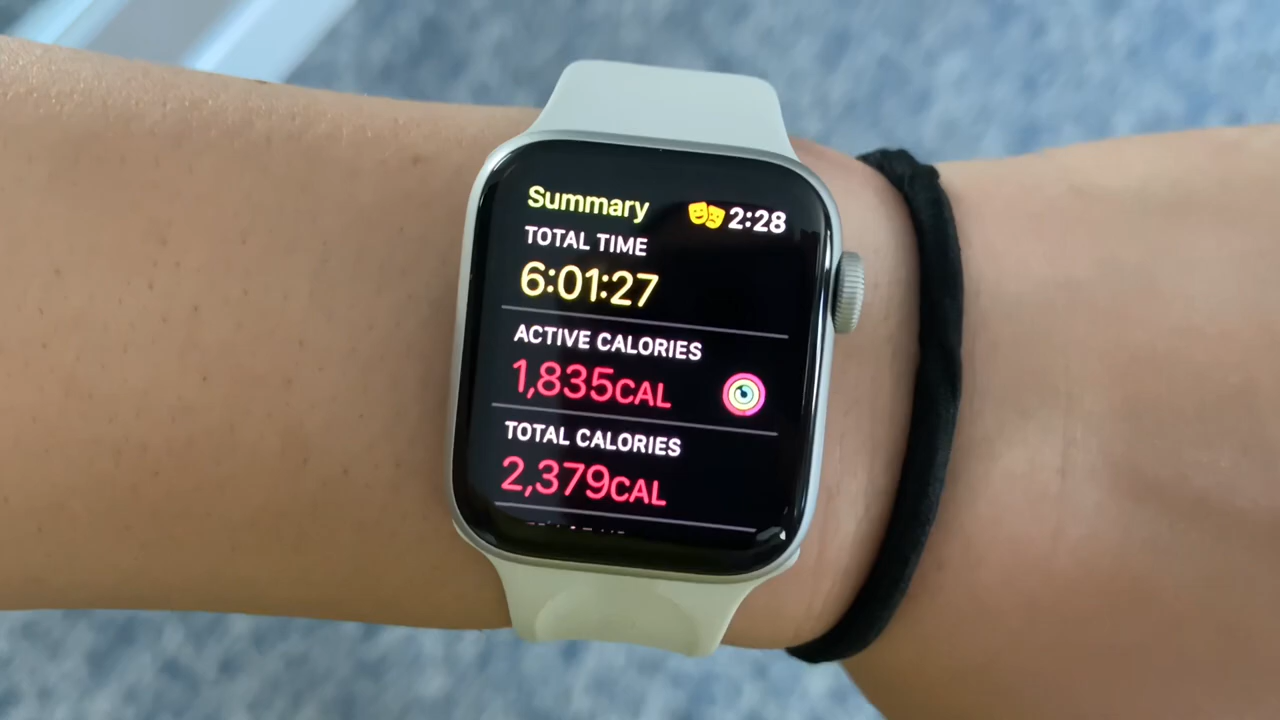 Summary 2:28
TOTAL TIME
6:01:27
ACTIVE CALORIES
1,835CAL
TOTAL CALORIES
2,379CAL